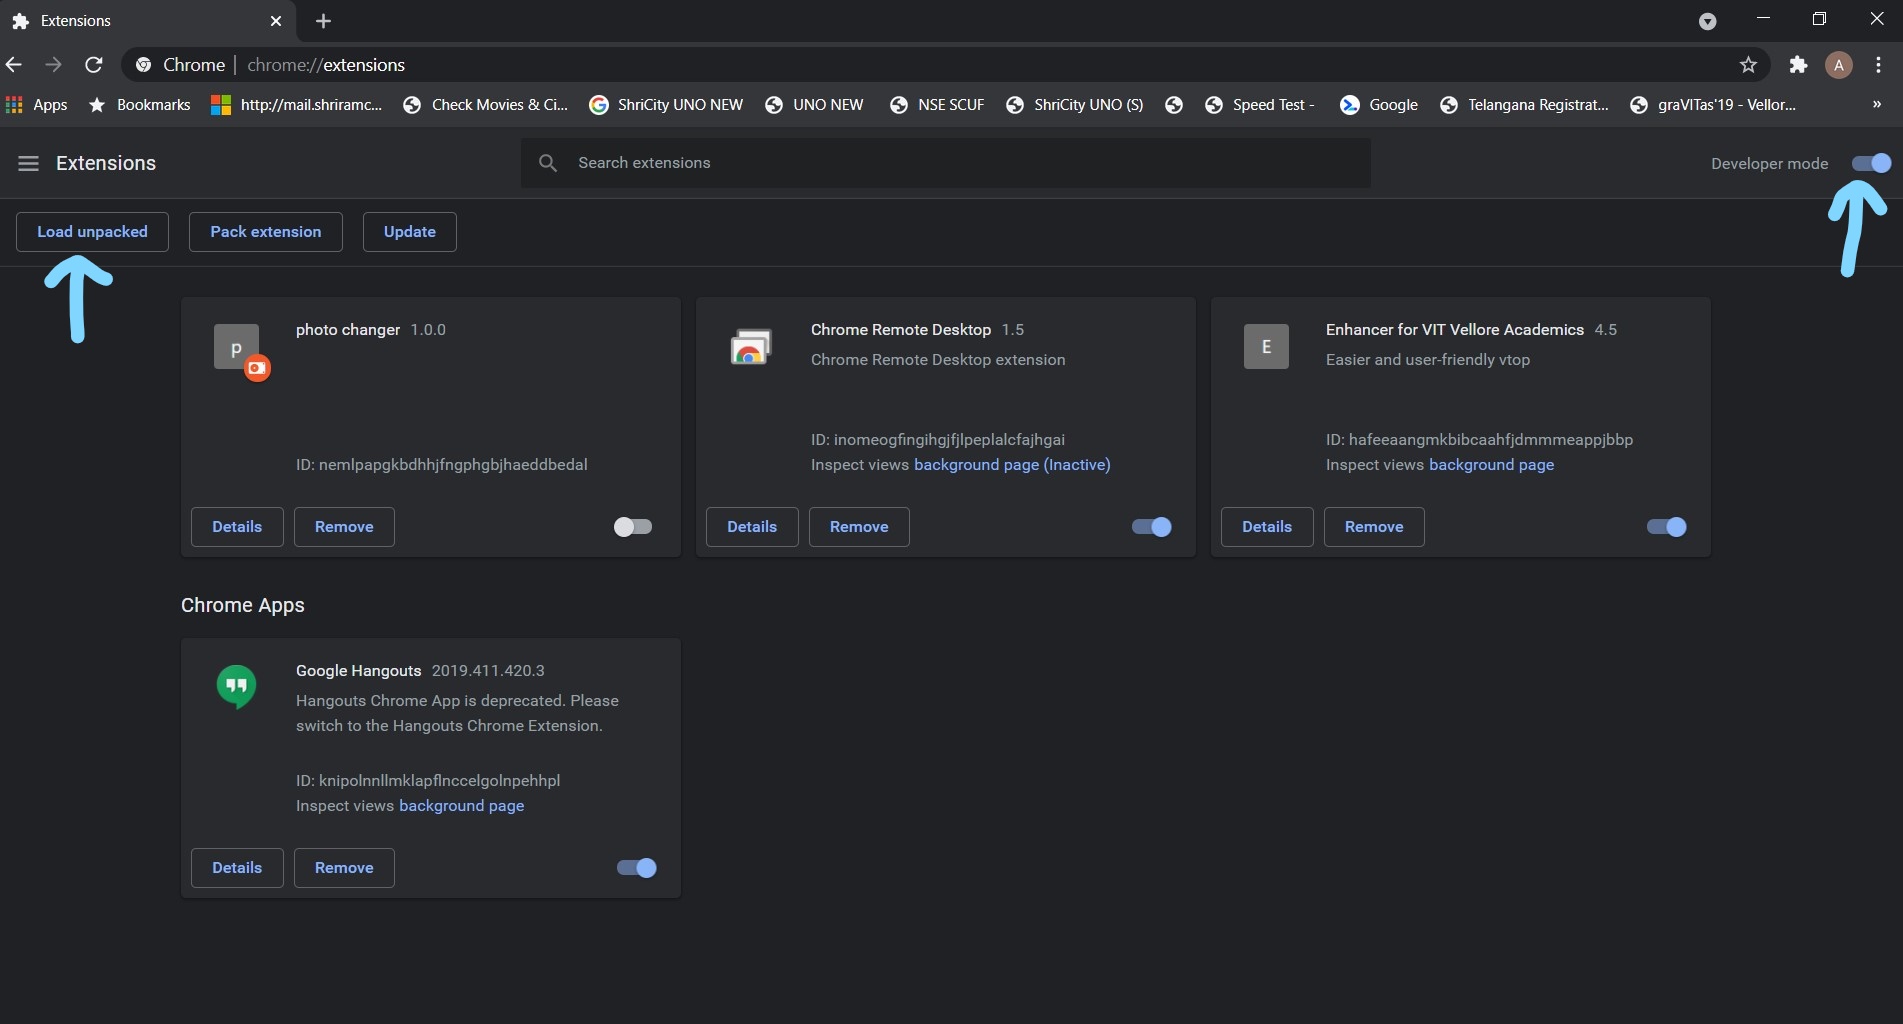 Extensions
Chrome | chrome://extensions
A
Apps Bookmarks http://mail.shriramc... Check Movies & Ci... ShriCity UNO NEW UNO NEW NSE SCUF ShriCity UNO (S) Speed Test - Google Telangana Registrat... graVITas'19 - Vellor... »
Extensions Search extensions Developer mode
Load unpacked Pack extension Update
p
photo changer 1.0.0
ID: nemlpapgkbdhhjfngphgbjhaeddbedal
Details Remove
Chrome Remote Desktop 1.5
Chrome Remote Desktop extension
ID: inomeogfingihgjfjlpeplalcfajhgai
Inspect views background page (Inactive)
Details Remove
E
Enhancer for VIT Vellore Academics 4.5
Easier and user-friendly vtop
ID: hafeeaangmkbibcaahfjdmmmeappjbbp
Inspect views background page
Details Remove
Chrome Apps
Google Hangouts 2019.411.420.3
Hangouts Chrome App is deprecated. Please
switch to the Hangouts Chrome Extension.
ID: knipolnnllmklapflnccelgolnpehhpl
Inspect views background page
Details Remove